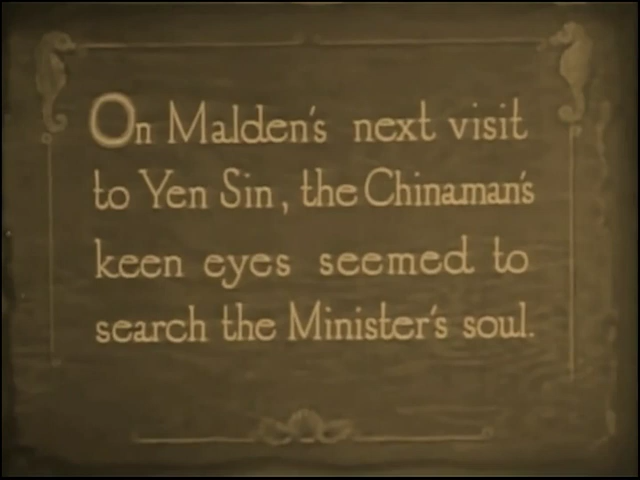 On Malden's next visit
to Yen Sin, the Chinaman's
keen eyes seemed to
search the Minister's soul.